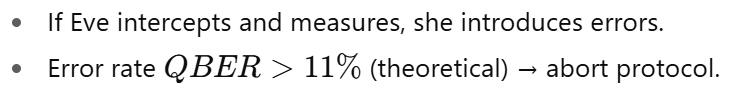 • If Eve intercepts and measures, she introduces errors.
• Error rate QBER > 11% (theoretical) → abort protocol.